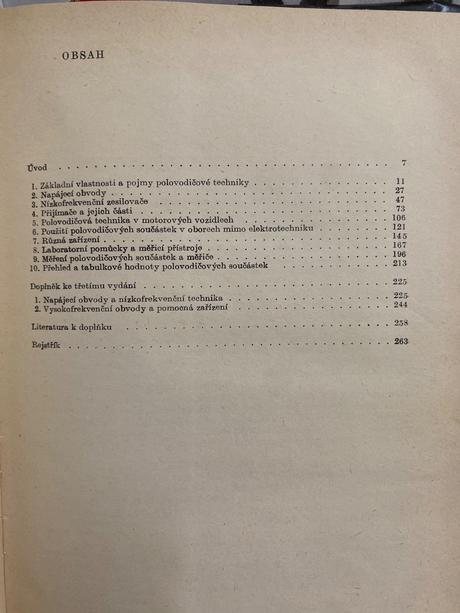 OBSAH
Úvod . . . . . . . . . . . . . . . . . . . . . . . . . . . . 7
1. Základní vlastnosti a pojmy polovodičové techniky . . . . . . . . . . . . 11
2. Napájecí obvody . . . . . . . . . . . . . . . . . . . . . . . . 27
3. Nízkofrekvenční zesilovače . . . . . . . . . . . . . . . . . . . . 47
4. Přijímače a jejich části . . . . . . . . . . . . . . . . . . . . . 73
5. Polovodičová technika v motorových vozidlech . . . . . . . . . . . . . 106
6. Použití polovodičových součástek v oborech mimo elektrotechniku . . . . . . . 121
7. Různá zařízení . . . . . . . . . . . . . . . . . . . . . . . . 145
8. Laboratorní pomůcky a měřicí přístroje . . . . . . . . . . . . . . . . 167
9. Měření polovodičových součástek a měřiče . . . . . . . . . . . . . . . 196
10. Přehled a tabulkové hodnoty polovodičových součástek . . . . . . . . . . . 213
Doplněk ke třetímu vydání . . . . . . . . . . . . . . . . . . . . . 225
1. Napájecí obvody a nízkofrekvenční technika . . . . . . . . . . . . . . 225
2. Vysokofrekvenční obvody a pomocná zařízení . . . . . . . . . . . . . . 244
Literatura k doplňku . . . . . . . . . . . . . . . . . . . . . . . 258
Rejstřík . . . . . . . . . . . . . . . . . . . . . . . . . . . 263